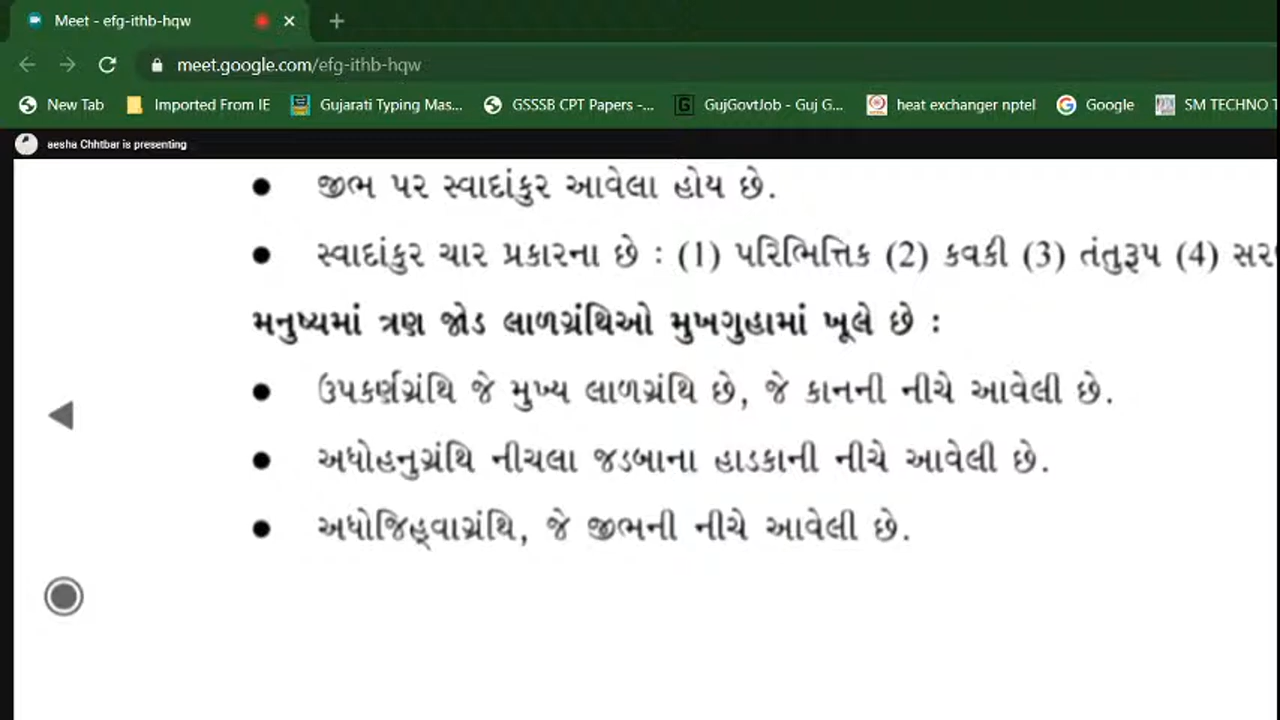 Meet - efg-ithb-hqw
meet.google.com/efg-ithb-hqw
New Tab Imported From IE Gujarati Typing Mas... GSSSB CPT Papers -... GujGovtJob - Guj G... heat exchanger nptel Google SM TECHNO
aesha Chhtbar is presenting
● જીભ પર સ્વાદાંકુર આવેલા હોય છે.
● સ્વાદાંકુર ચાર પ્રકારના છે : (1) પરિભિત્તિક (2) કવકી (3) તંતુરૂપ (4)
મનુષ્યમાં ત્રણ જોડ લાળગ્રંથિઓ મુખગુહામાં ખૂલે છે :
● ઉપકર્ણગ્રંથિ જે મુખ્ય લાળગ્રંથિ છે, જે કાનની નીચે આવેલી છે.
● અધોહનુગ્રંથિ નીચલા જડબાના હાડકાની નીચે આવેલી છે.
● અધોજિહ્વાગ્રંથિ, જે જીભની નીચે આવેલી છે.